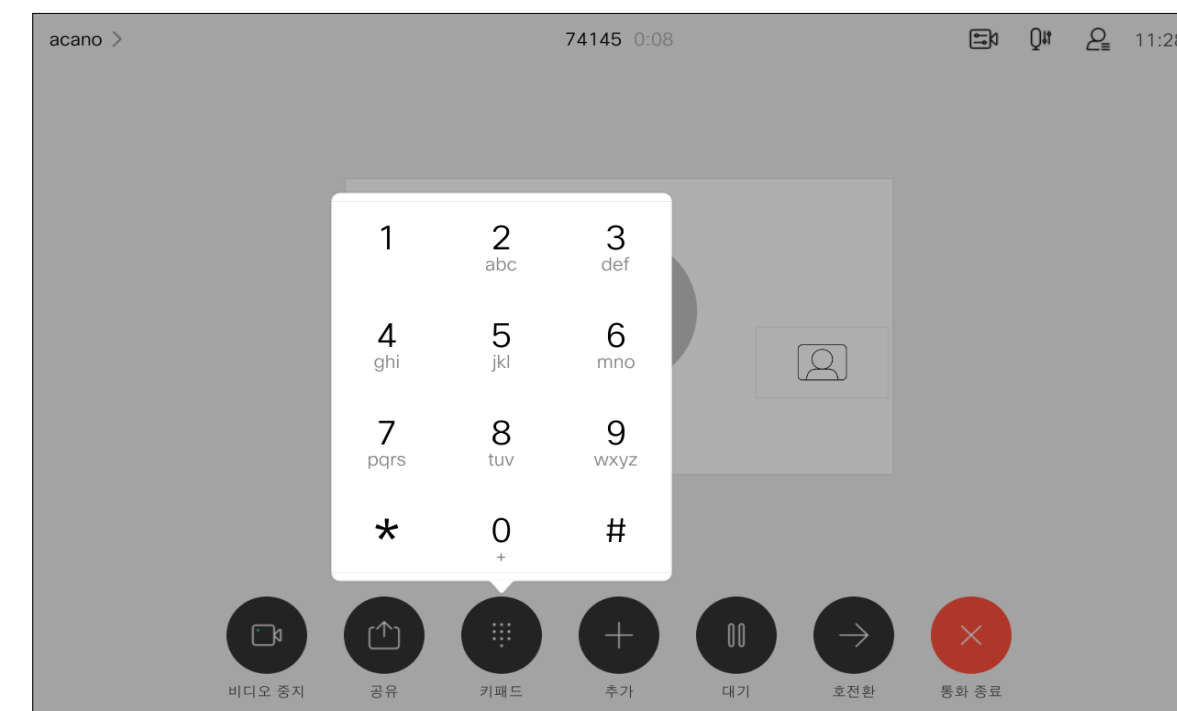 acano >
74145 0:08
11:28
1 2 3
abc def
4 5 6
ghi jkl mno
7 8 9
pqrs tuv wxyz
* 0 #
+
비디오 중지 공유 키패드 추가 대기 호전환 통화 종료